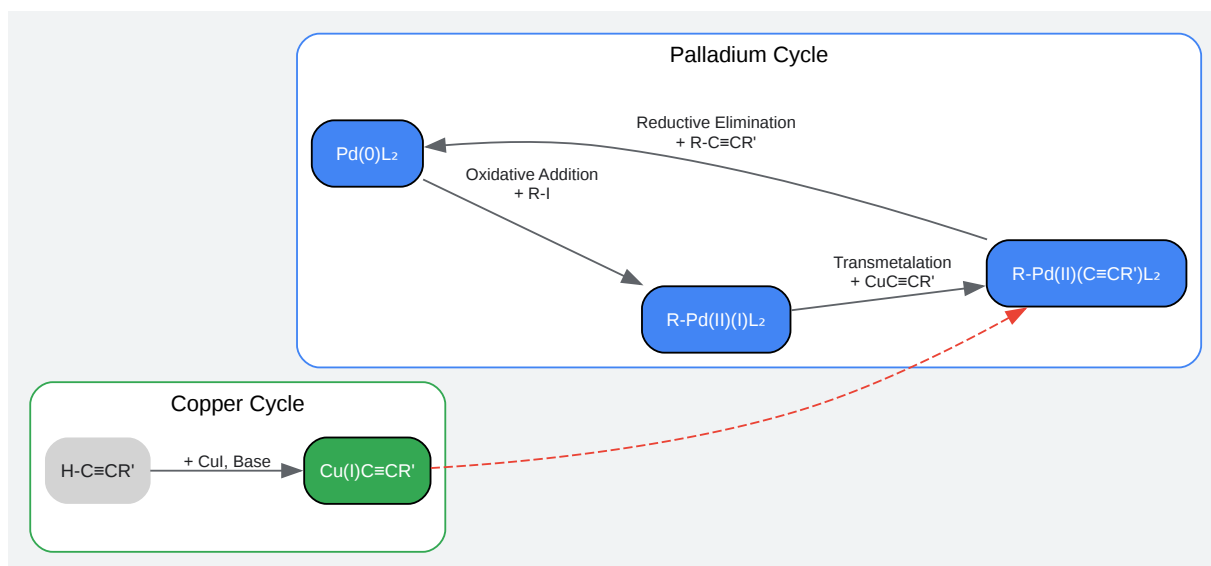 Palladium Cycle
Reductive Elimination
+ R-C≡CR'
Pd(0)L₂
Oxidative Addition
+ R-I
Transmetalation
+ CuC≡CR'
R-Pd(II)(C≡CR')L₂
R-Pd(II)(I)L₂
Copper Cycle
H-C≡CR'
+ CuI, Base
Cu(I)C≡CR'